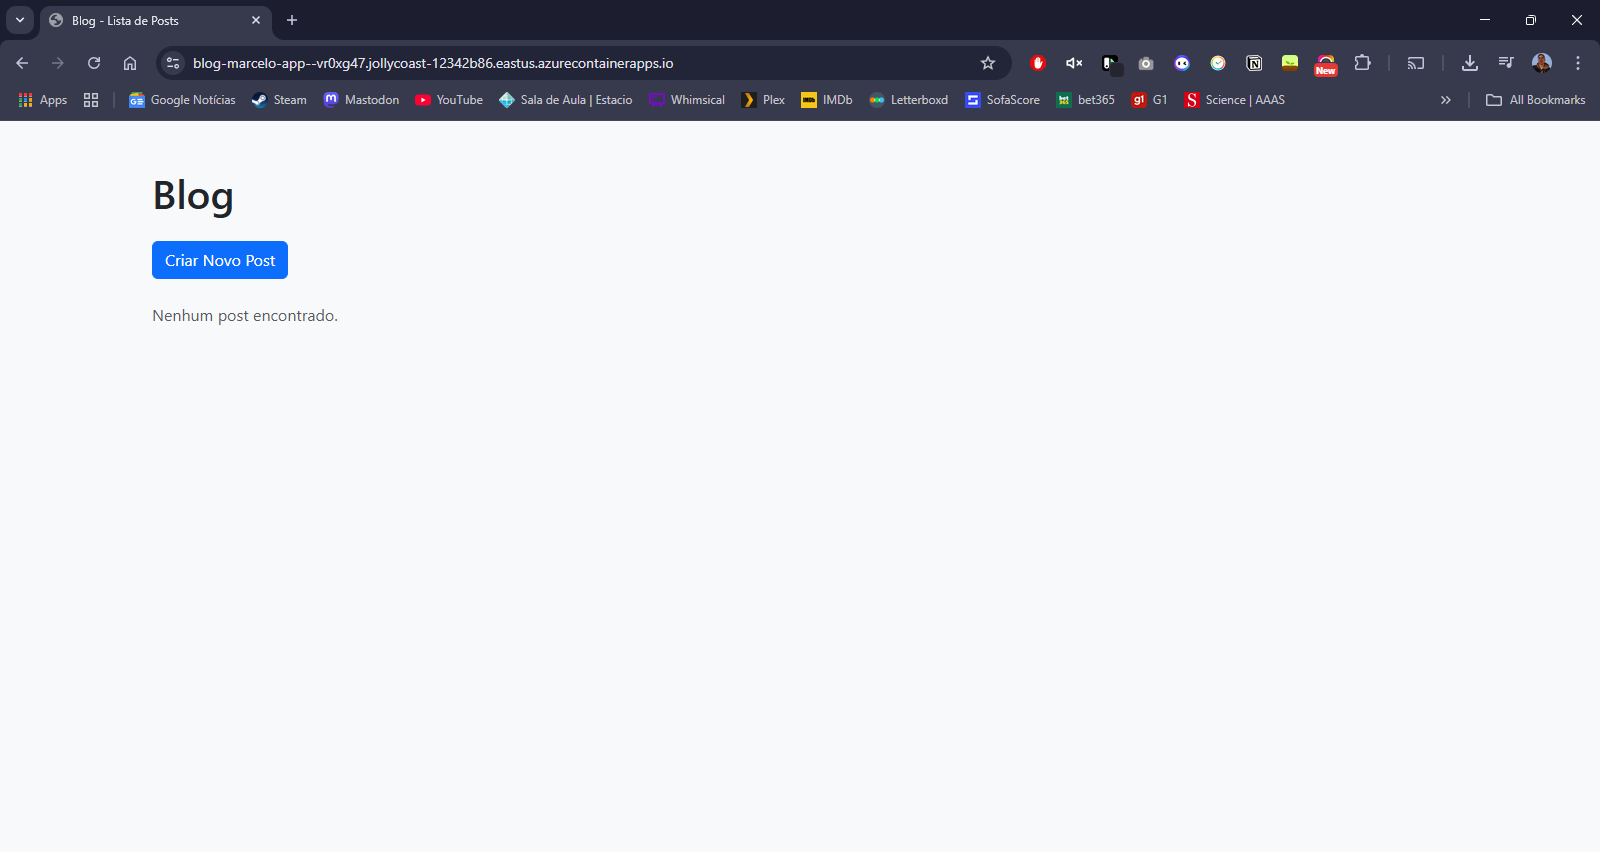 Blog - Lista de Posts
blog-marcelo-app--vr0xg47.jollycoast-12342b86.eastus.azurecontainerapps.io
New
Apps Google Notícias Steam Mastodon YouTube Sala de Aula | Estacio Whimsical Plex IMDb Letterboxd SofaScore bet365 G1 Science | AAAS All Bookmarks
Blog
Criar Novo Post
Nenhum post encontrado.